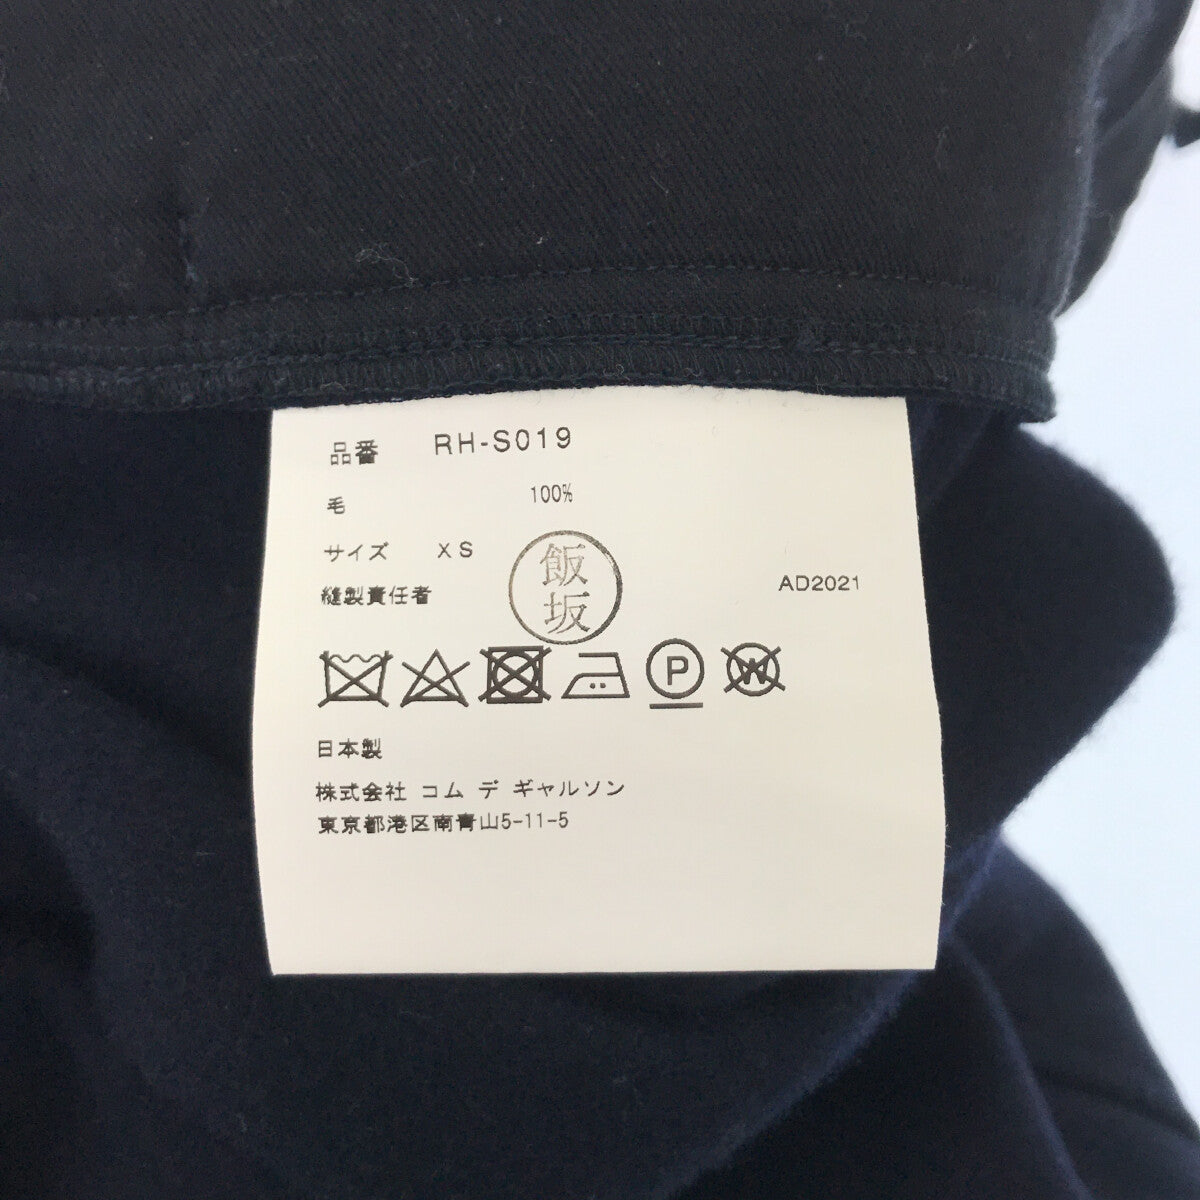 品番 RH-S019
毛 100%
サイズ XS
飯坂
縫製責任者 AD2021
P W
日本製
株式会社 コム デ ギャルソン
東京都港区南青山5-11-5